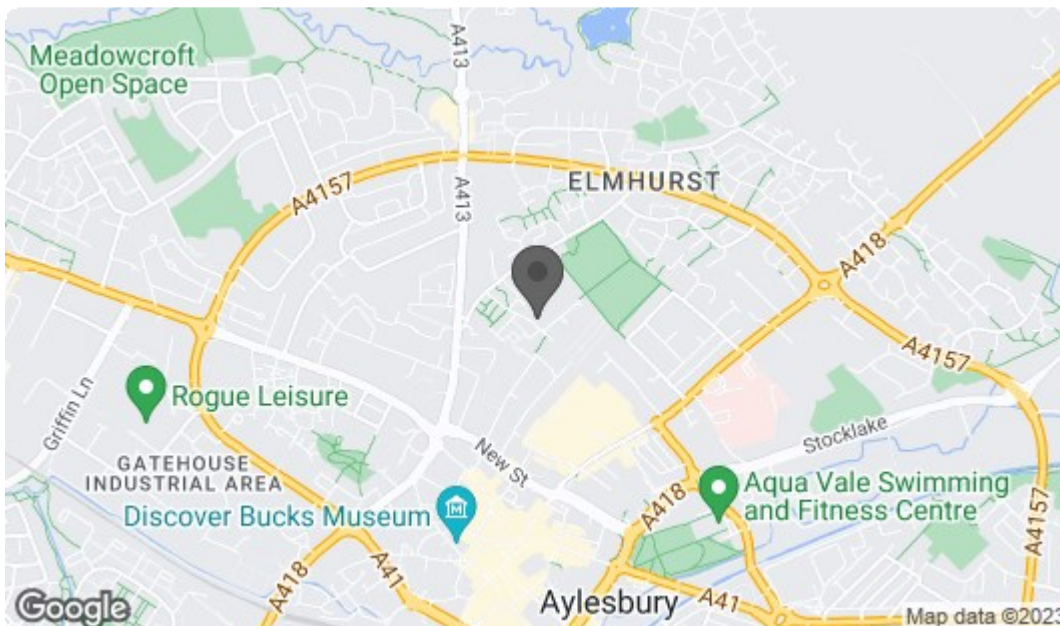 Meadowcroft
Open Space
A413
A4157
A413
ELMHURST
A418
A4157
Griffin Ln
Rogue Leisure
GATEHOUSE
INDUSTRIAL AREA
New St
Stocklake
Discover Bucks Museum
A418
Aqua Vale Swimming
and Fitness Centre
A4157
A418
A41
Aylesbury
A41
Google
Map data ©2023